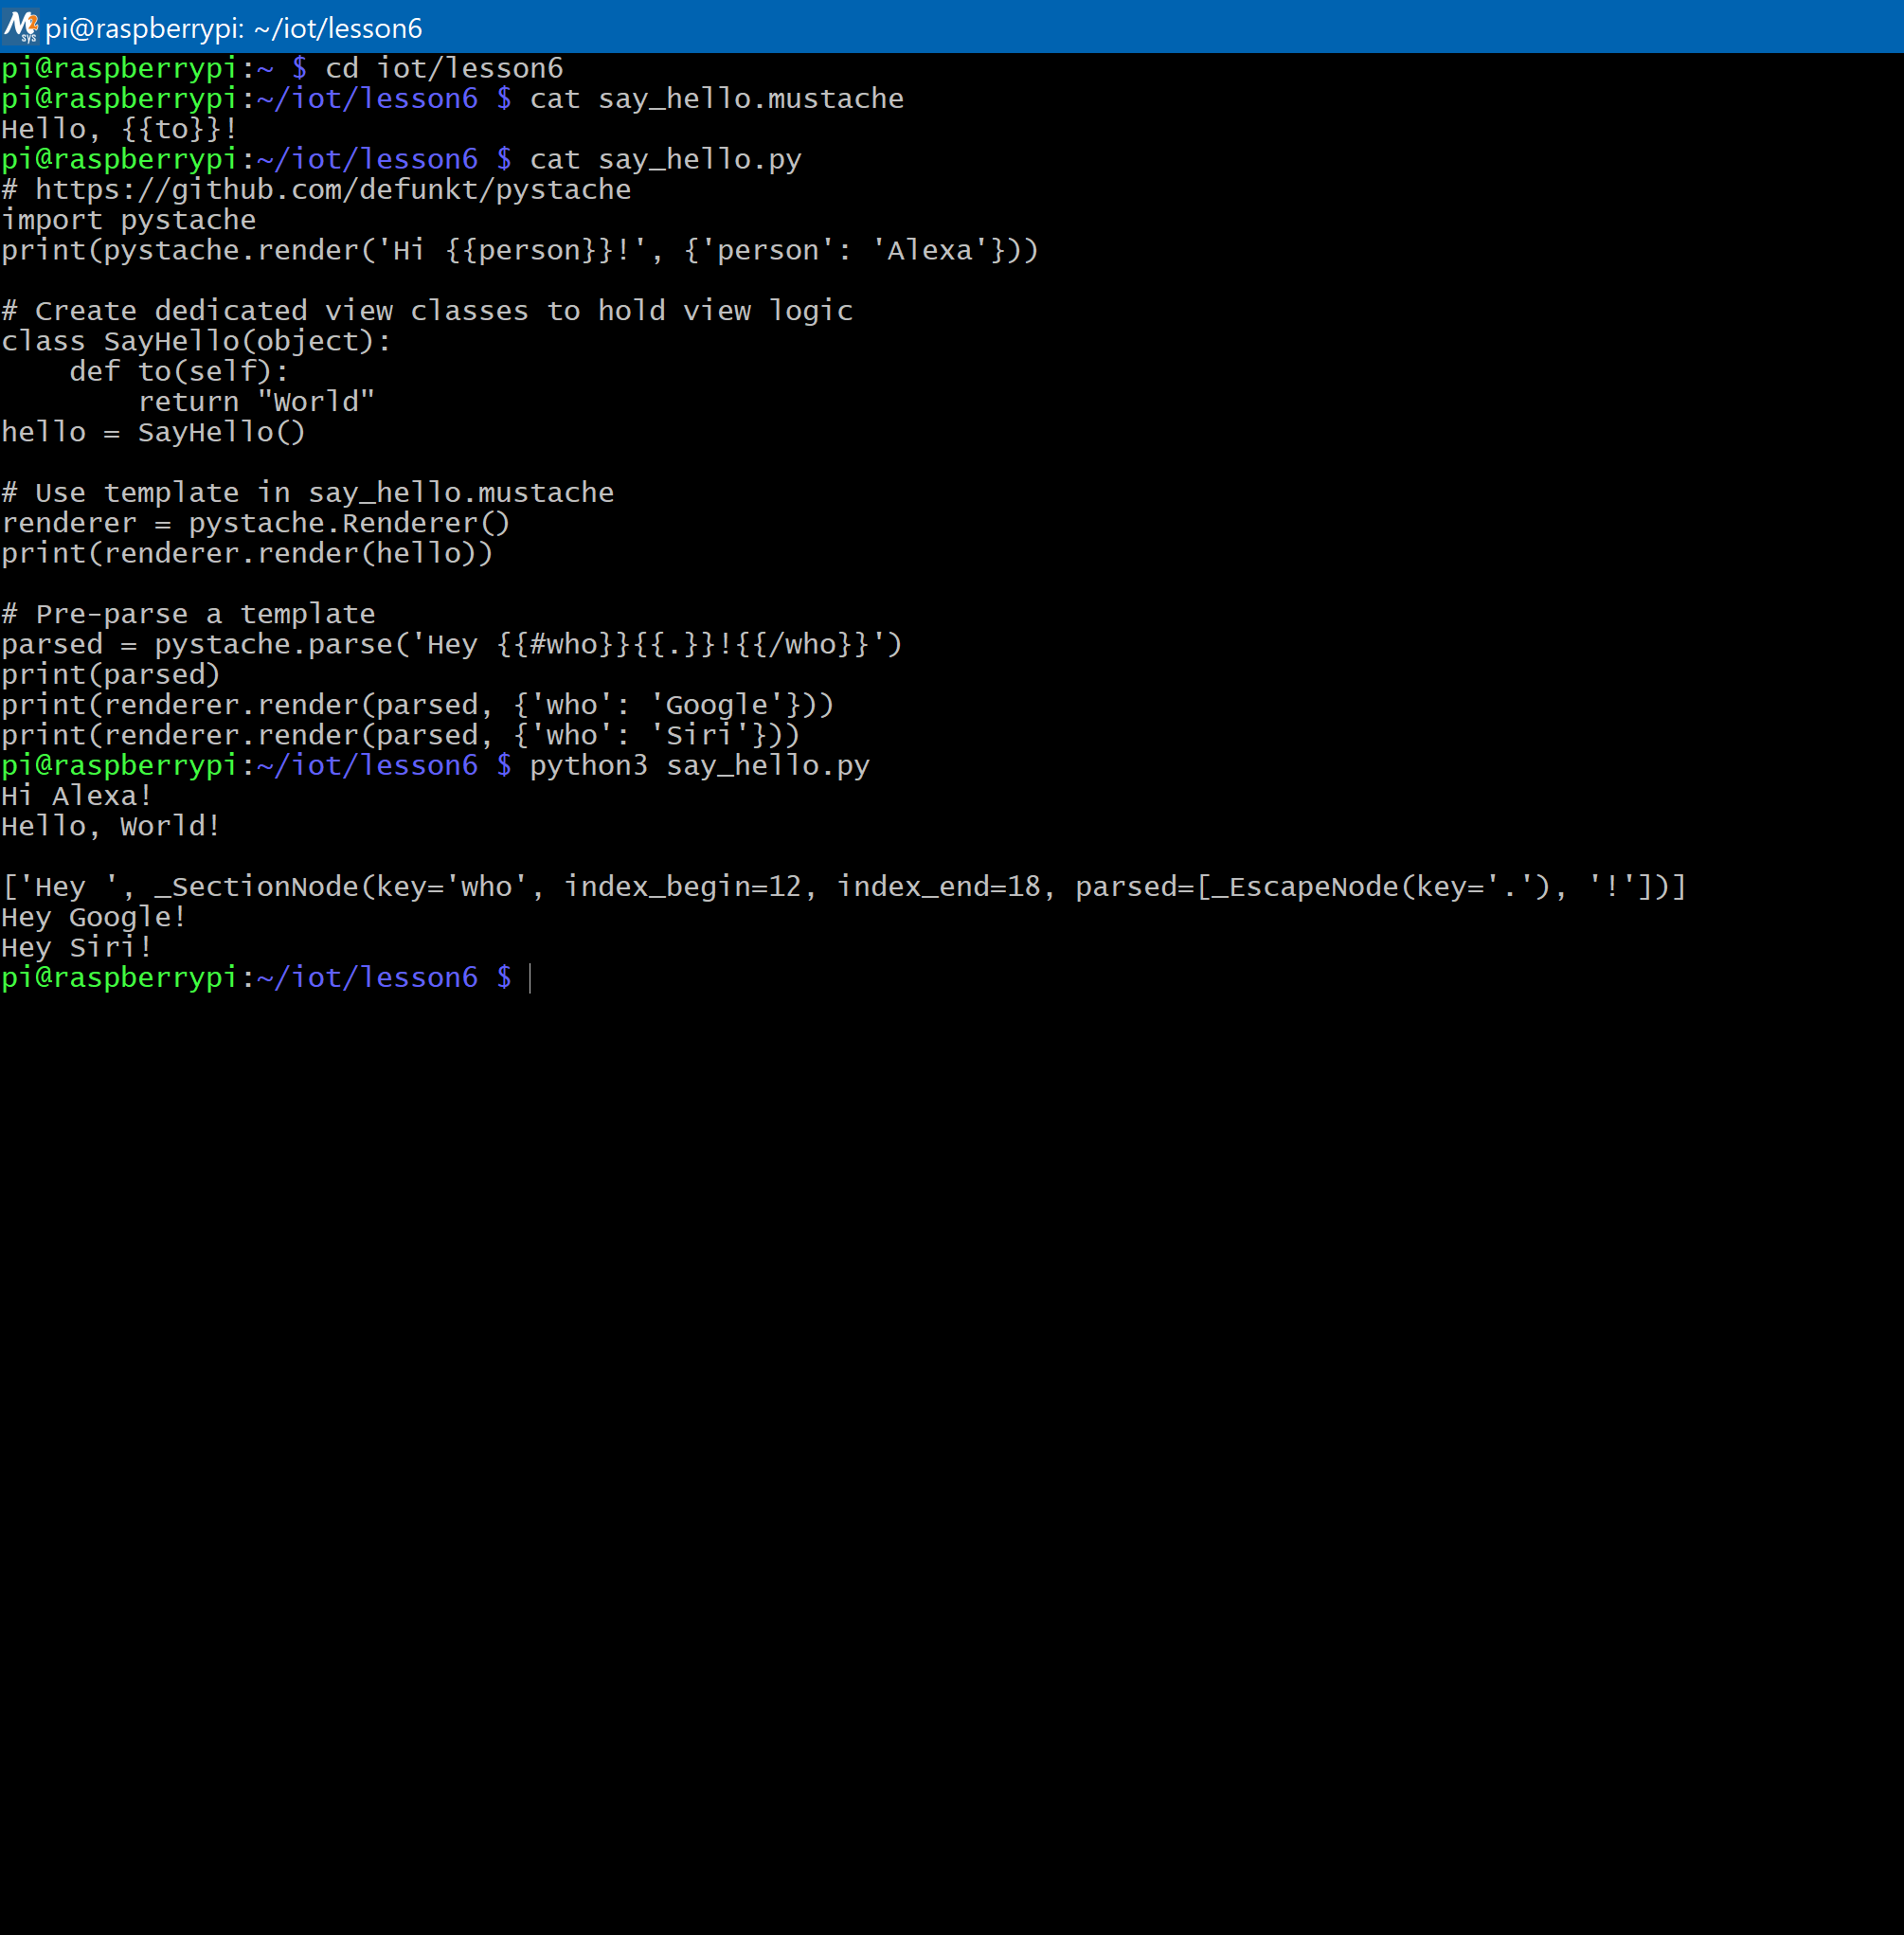 pi@raspberrypi: ~/iot/lesson6
pi@raspberrypi:~ $ cd iot/lesson6
pi@raspberrypi:~/iot/lesson6 $ cat say_hello.mustache
Hello, {{to}}!
pi@raspberrypi:~/iot/lesson6 $ cat say_hello.py
# https://github.com/defunkt/pystache
import pystache
print(pystache.render('Hi {{person}}!', {'person': 'Alexa'}))

# Create dedicated view classes to hold view logic
class SayHello(object):
    def to(self):
        return "World"
hello = SayHello()

# Use template in say_hello.mustache
renderer = pystache.Renderer()
print(renderer.render(hello))

# Pre-parse a template
parsed = pystache.parse('Hey {{#who}}{{.}}!{{/who}}')
print(parsed)
print(renderer.render(parsed, {'who': 'Google'}))
print(renderer.render(parsed, {'who': 'Siri'}))
pi@raspberrypi:~/iot/lesson6 $ python3 say_hello.py
Hi Alexa!
Hello, World!

['Hey ', _SectionNode(key='who', index_begin=12, index_end=18, parsed=[_EscapeNode(key='.'), '!'])]
Hey Google!
Hey Siri!
pi@raspberrypi:~/iot/lesson6 $